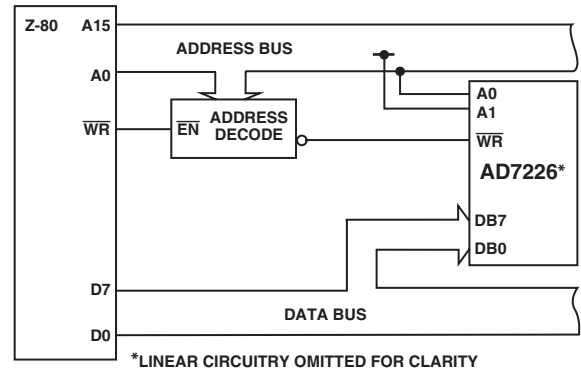 Z-80
A15
ADDRESS BUS
A0
WR
EN
ADDRESS
DECODE
A0
A1
WR
AD7226*
DB7
DB0
D7
DATA BUS
D0
*LINEAR CIRCUITRY OMITTED FOR CLARITY